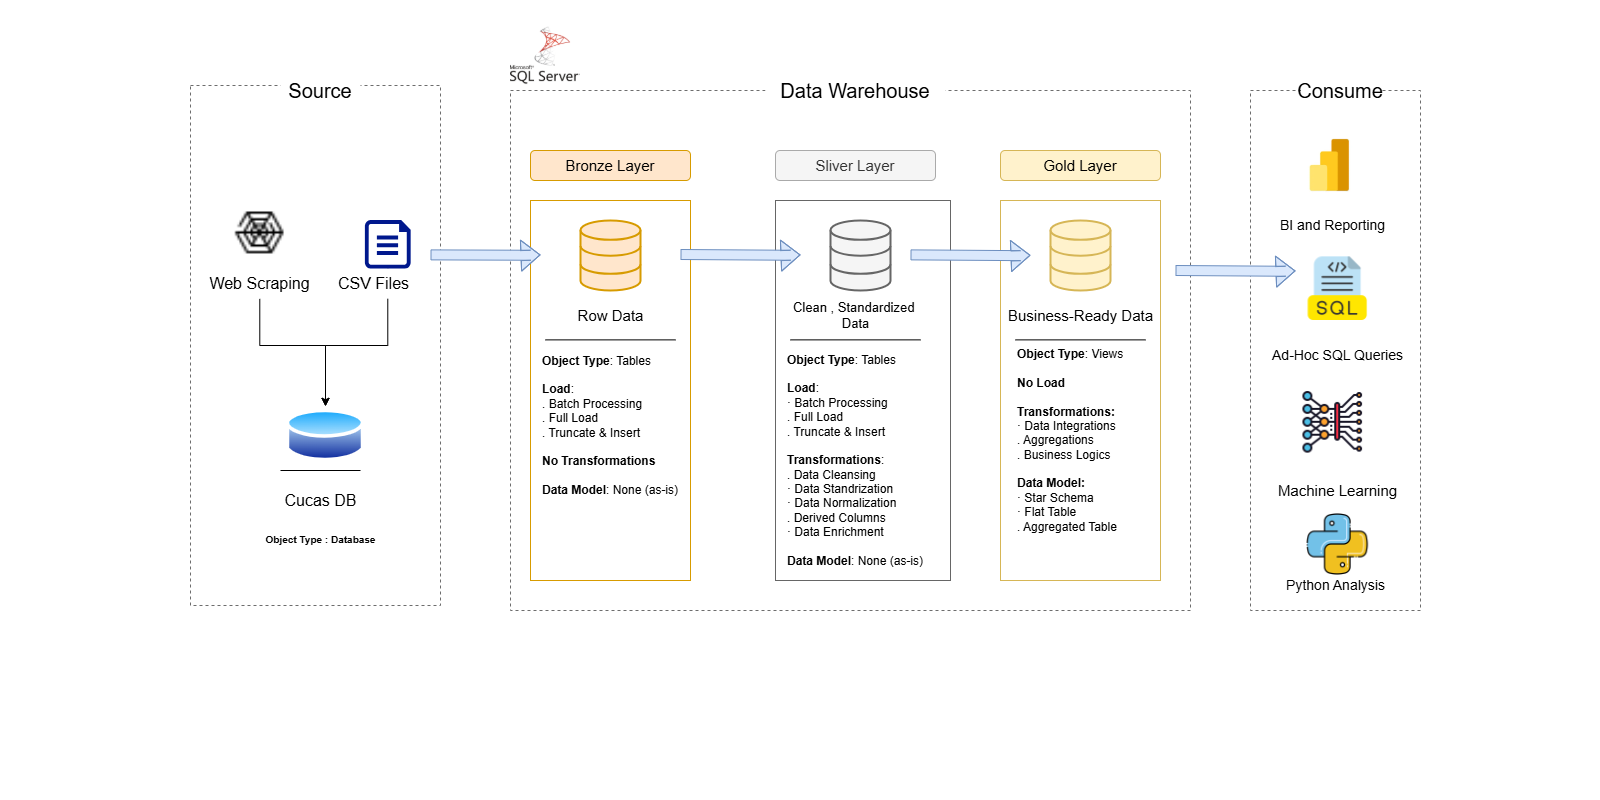 Microsoft
SQL Server
Source
Web Scraping
CSV Files
Cucas DB
Object Type : Database
Data Warehouse
Bronze Layer
Row Data
Object Type: Tables
Load:
. Batch Processing
. Full Load
. Truncate & Insert
No Transformations
Data Model: None (as-is)
Sliver Layer
Clean , Standardized
Data
Object Type: Tables
Load:
· Batch Processing
. Full Load
. Truncate & Insert
Transformations:
. Data Cleansing
· Data Standrization
· Data Normalization
. Derived Columns
· Data Enrichment
Data Model: None (as-is)
Gold Layer
Business-Ready Data
Object Type: Views
No Load
Transformations:
· Data Integrations
. Aggregations
. Business Logics
Data Model:
· Star Schema
· Flat Table
. Aggregated Table
Consume
BI and Reporting
</>
SQL
Ad-Hoc SQL Queries
Machine Learning
Python Analysis